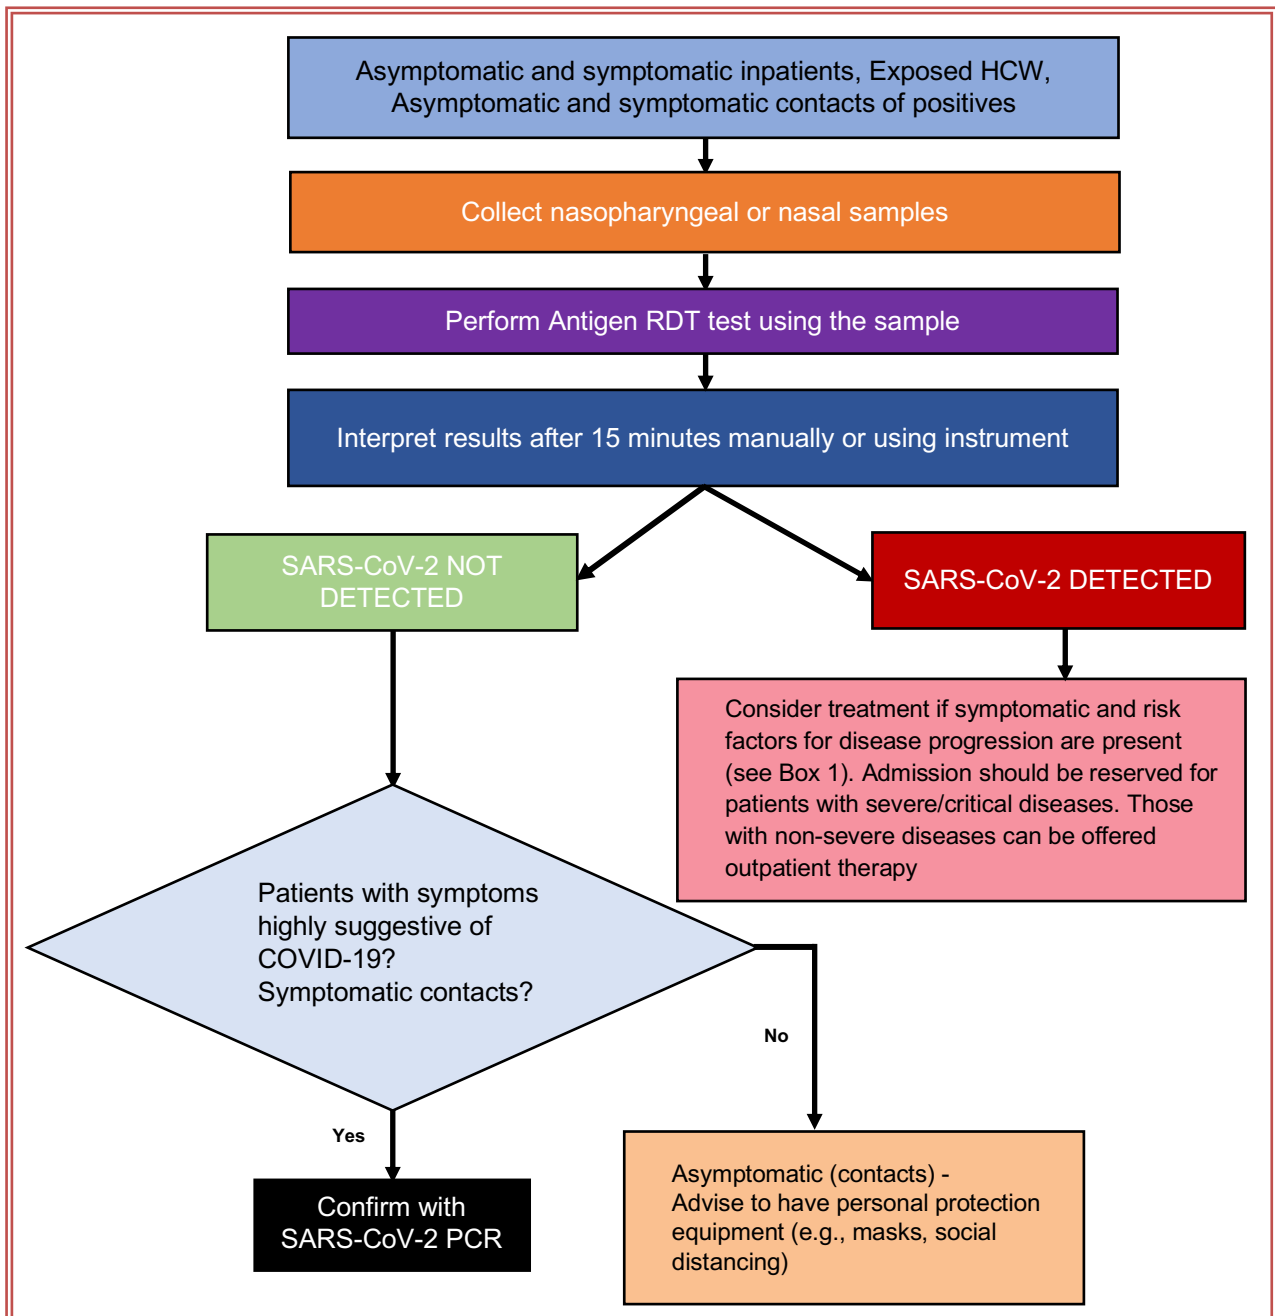 Asymptomatic and symptomatic inpatients, Exposed HCW,
Asymptomatic and symptomatic contacts of positives
Collect nasopharyngeal or nasal samples
Perform Antigen RDT test using the sample
Interpret results after 15 minutes manually or using instrument
SARS-CoV-2 NOT
DETECTED
SARS-CoV-2 DETECTED
Consider treatment if symptomatic and risk
factors for disease progression are present
(see Box 1). Admission should be reserved for
patients with severe/critical diseases. Those
with non-severe diseases can be offered
outpatient therapy
Patients with symptoms
highly suggestive of
COVID-19?
Symptomatic contacts?
No
Yes
Confirm with
SARS-CoV-2 PCR
Asymptomatic (contacts) -
Advise to have personal protection
equipment (e.g., masks, social
distancing)